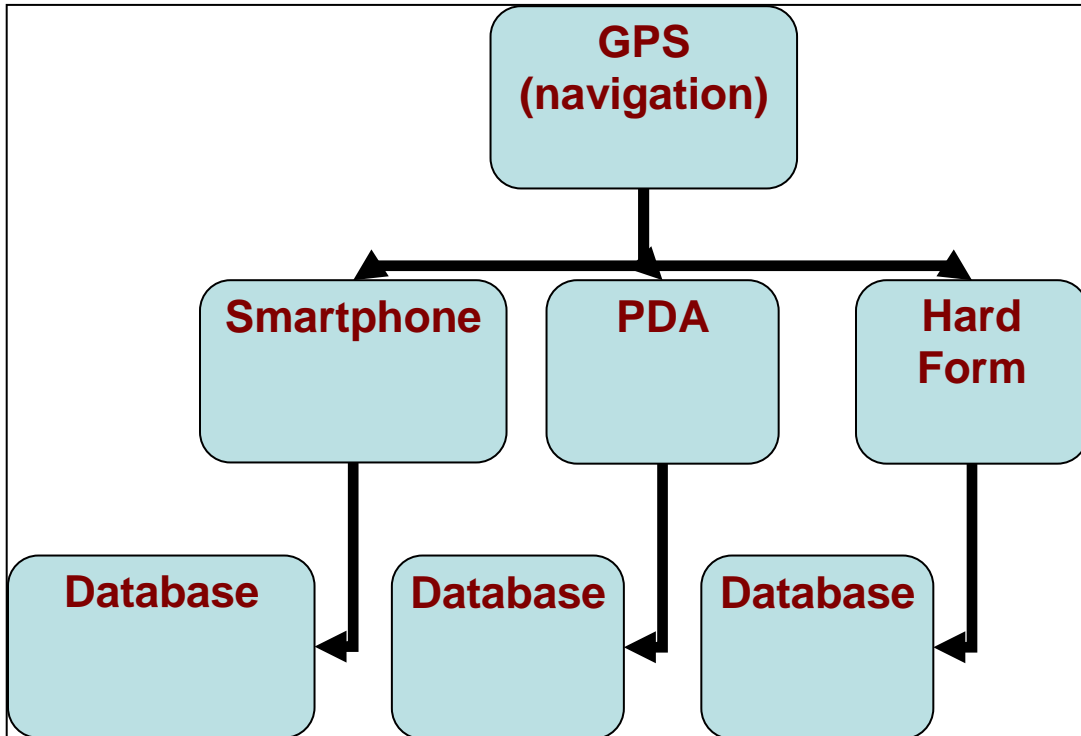 GPS
(navigation)
Smartphone
PDA
Hard
Form
Database
Database
Database